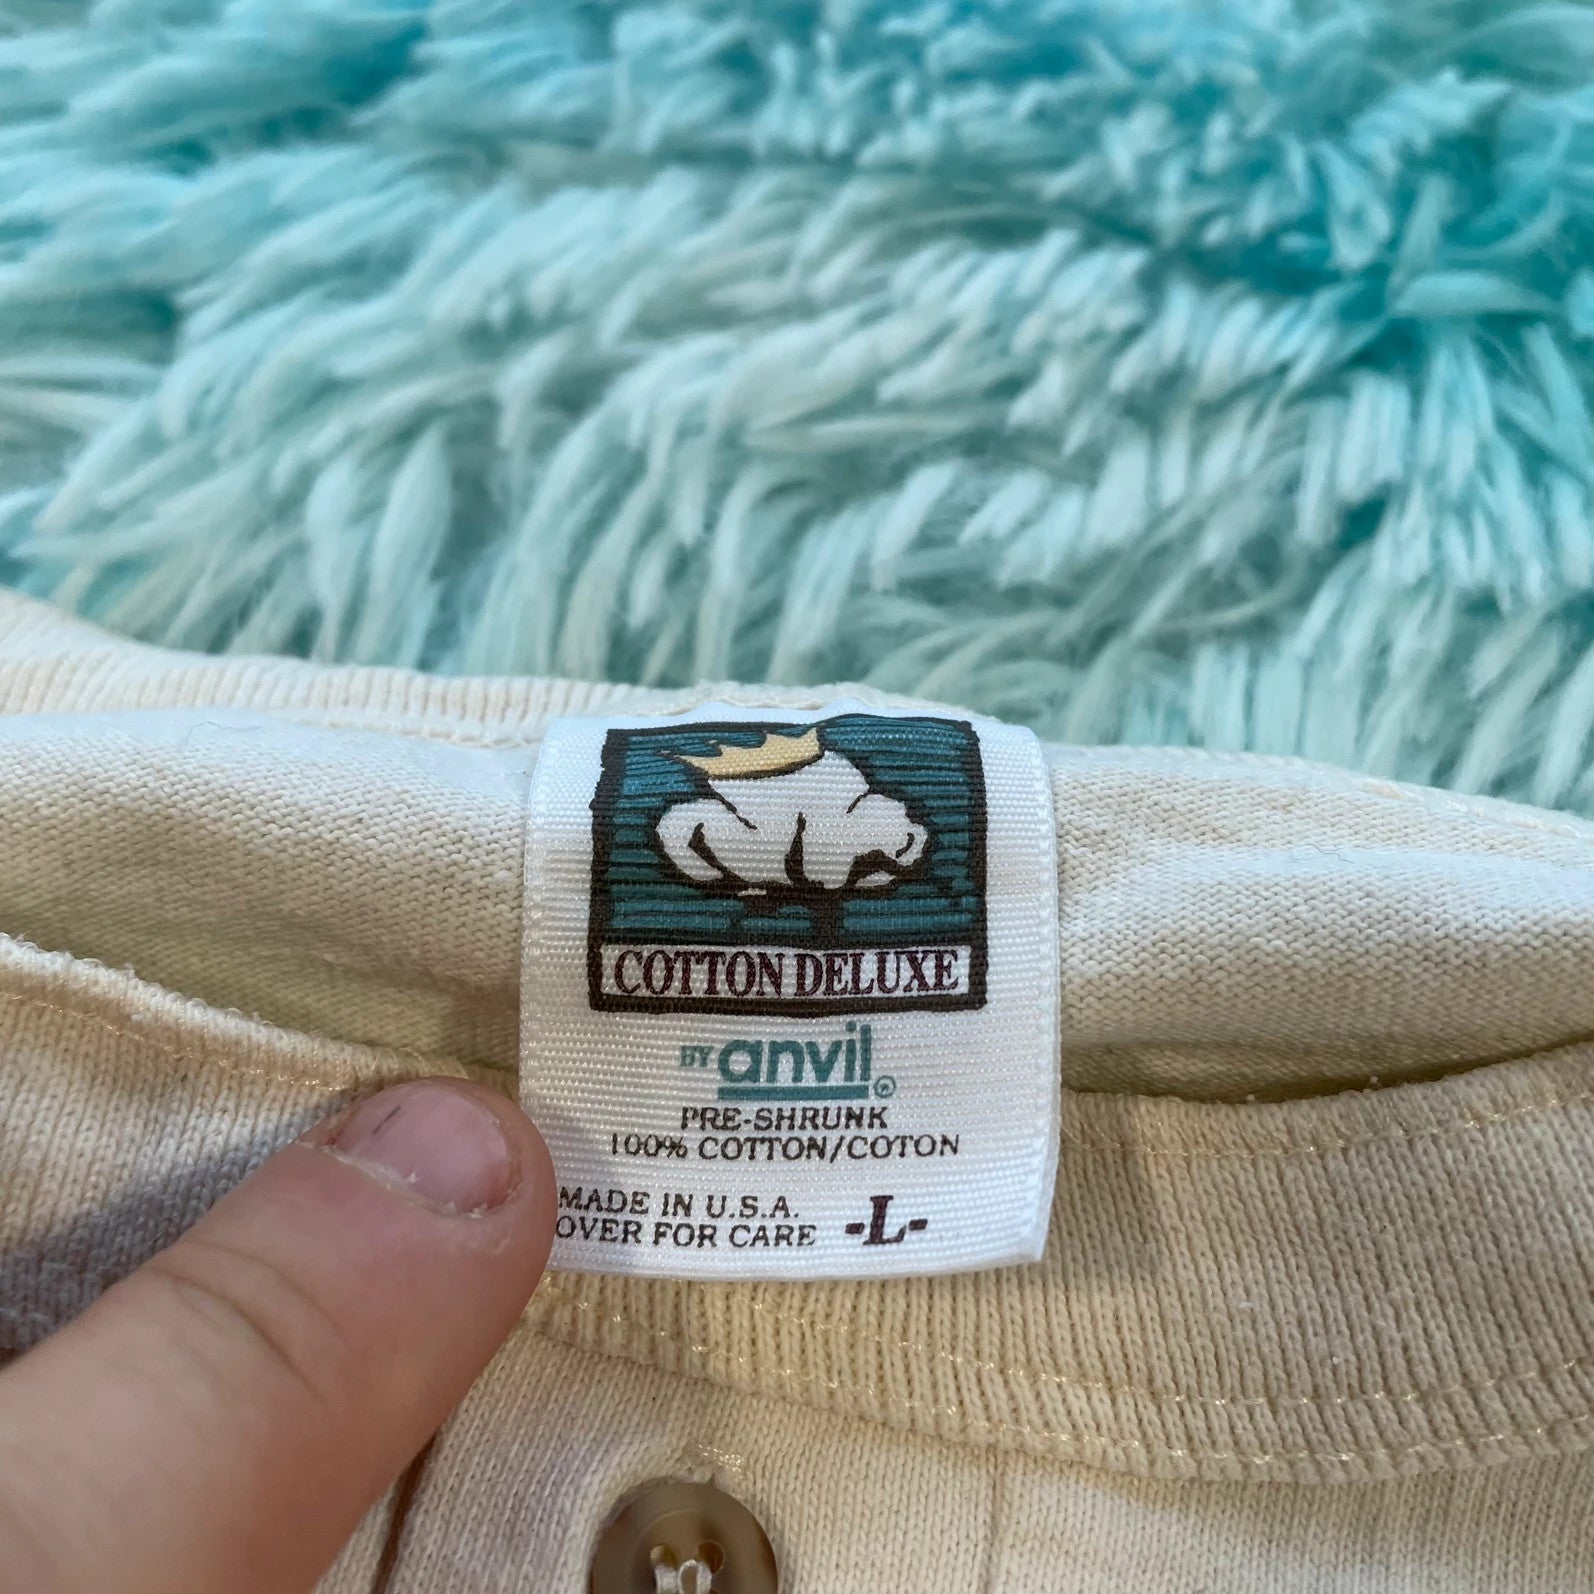 COTTON DELUXE
BY anvil®
PRE-SHRUNK
100% COTTON/COTON
MADE IN U.S.A.
OVER FOR CARE -L-